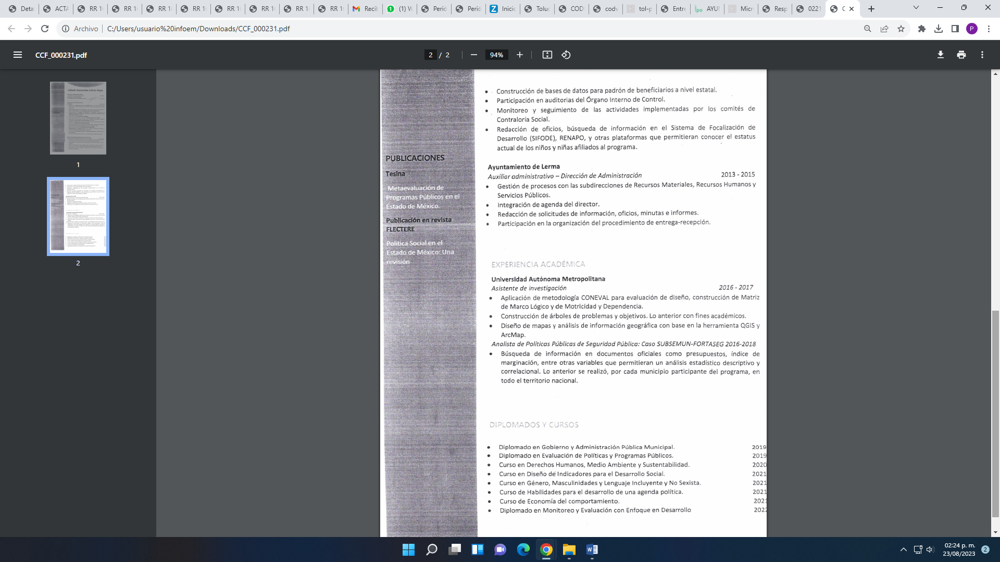 Deta
ACTA
RR 1
RR 1
RR 1
RR 1
RR 1
RR 1
RR 1
RR 1
Recib
(1) W
Perió
Perió
Inicio
Toluc
CODI
codv
tol-p
Entre
AYUI
Micr
Resp
0221
C
Archivo
C:/Users/usuario%20infoem/Downloads/CCF_000231.pdf
P
CCF_000231.pdf
2 / 2
94%
1
2
Construcción de bases de datos para padrón de beneficiarios a nivel estatal.
Participación en auditorias del Órgano Interno de Control.
Monitoreo y seguimiento de las actividades implementadas por los comités de
Contraloría Social.
Redacción de oficios, búsqueda de información en el Sistema de Focalización de
Desarrollo (SIFODE), RENAPO, y otras plataformas que permitieran conocer el estatus
actual de los niños y niñas afiliados al programa.
PUBLICACIONES
Tesina
Metaevaluación de
Programas Públicos en el
Estado de México.
Publicación en revista
FLECTERE
Política Social en el
Estado de México: Una
revisión
Ayuntamiento de Lerma
Auxiliar administrativo – Dirección de Administración 2013 - 2015
Gestión de procesos con las subdirecciones de Recursos Materiales, Recursos Humanos y
Servicios Públicos.
Integración de agenda del director.
Redacción de solicitudes de información, oficios, minutas e informes.
Participación en la organización del procedimiento de entrega-recepción.
EXPERIENCIA ACADÉMICA
Universidad Autónoma Metropolitana
Asistente de investigación 2016 - 2017
Aplicación de metodología CONEVAL para evaluación de diseño, construcción de Matriz
de Marco Lógico y de Motricidad y Dependencia.
Construcción de árboles de problemas y objetivos. Lo anterior con fines académicos.
Diseño de mapas y análisis de información geográfica con base en la herramienta QGIS y
ArcMap.
Analista de Políticas Públicas de Seguridad Pública: Caso SUBSEMUN-FORTASEG 2016-2018
Búsqueda de información en documentos oficiales como presupuestos, índice de
marginación, entre otras variables que permitieran un análisis estadístico descriptivo y
correlacional. Lo anterior se realizó, por cada municipio participante del programa, en
todo el territorio nacional.
DIPLOMADOS Y CURSOS
Diplomado en Gobierno y Administración Pública Municipal. 2019
Diplomado en Evaluación de Políticas y Programas Públicos. 2019
Curso en Derechos Humanos, Medio Ambiente y Sustentabilidad. 2020
Curso en Diseño de Indicadores para el Desarrollo Social. 2021
Curso en Género, Masculinidades y Lenguaje Incluyente y No Sexista. 2021
Curso de Habilidades para el desarrollo de una agenda política. 2021
Curso de Economía del comportamiento. 2021
Diplomado en Monitoreo y Evaluación con Enfoque en Desarrollo 2022
02:24 p. m.
23/08/2023
2